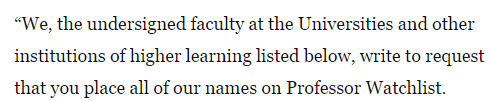 “We, the undersigned faculty at the Universities and other
institutions of higher learning listed below, write to request
that you place all of our names on Professor Watchlist.